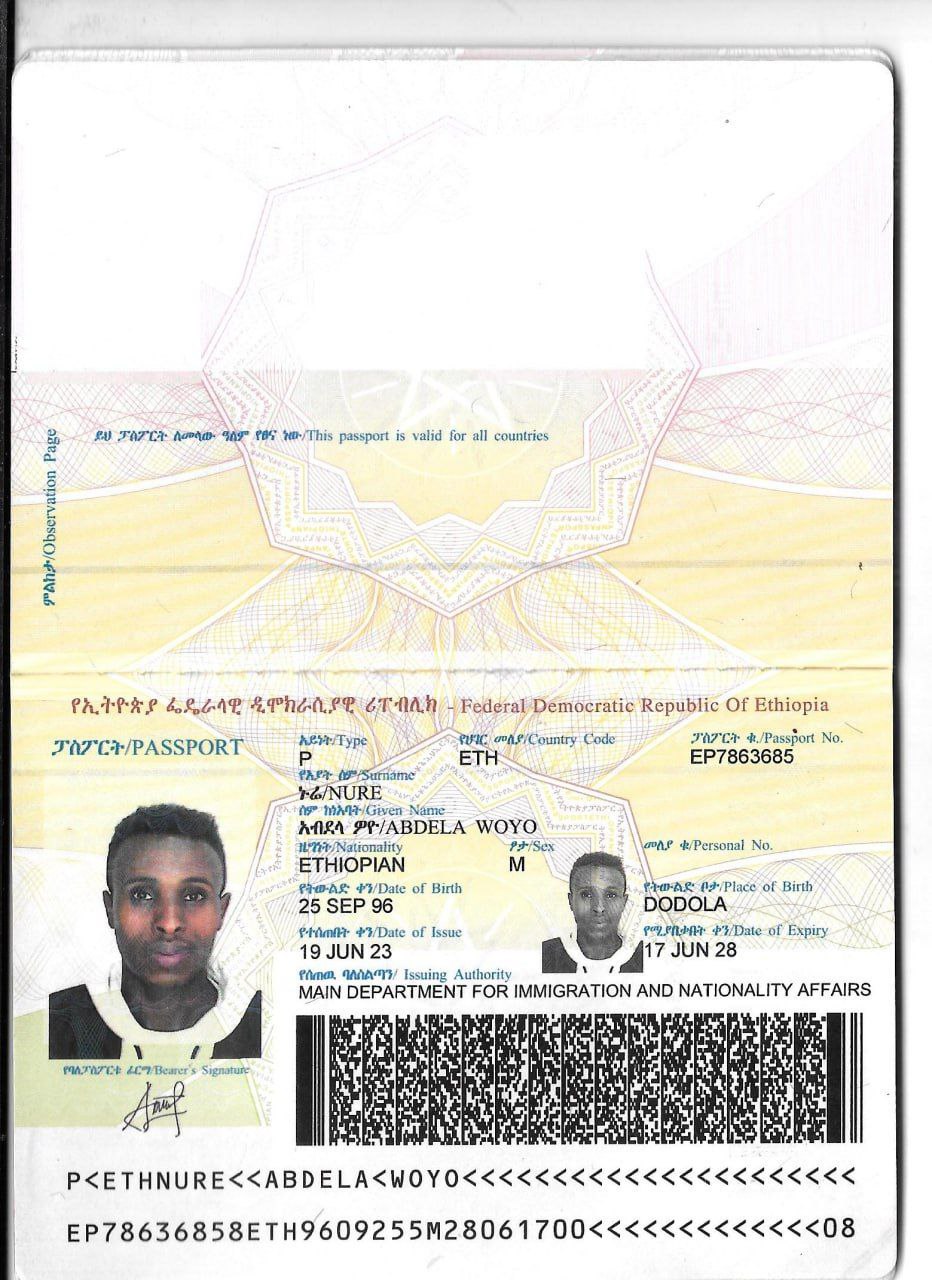 ምልከታ/Observation Page
ይህ ፓስፖርት ለመላው ዓለም የፀና ነው/This passport is valid for all countries
የኢትዮጵያ ፌዴራላዊ ዲሞክራሲያዊ ሪፐብሊክ - Federal Democratic Republic Of Ethiopia
ፓስፖርት/PASSPORT
አይነት/Type
የሀገር መለያ/Country Code
ፓስፖርት ቁ./Passport No.
P
ETH
EP7863685
የአያት ስም/Surname
ኑሬ/NURE
ስም ከነአባት/Given Name
አብደላ ዎዮ/ABDELA WOYO
ዜግነት/Nationality
ፆታ/Sex
መለያ ቁ/Personal No.
ETHIOPIAN
M
የትውልድ ቀን/Date of Birth
የትውልድ ቦታ/Place of Birth
25 SEP 96
DODOLA
የተሰጠበት ቀን/Date of Issue
የሚያበቃበት ቀን/Date of Expiry
19 JUN 23
17 JUN 28
የሰጠዉ ባለስልጣን/ Issuing Authority
MAIN DEPARTMENT FOR IMMIGRATION AND NATIONALITY AFFAIRS
የባለፓስፖርቱ ፊርማ/Bearer's Signature
P<ETHNURE<<ABDELA<WOYO<<<<<<<<<<<<<<<<<<<<<<
EP78636858ETH9609255M28061700<<<<<<<<<<<<<08